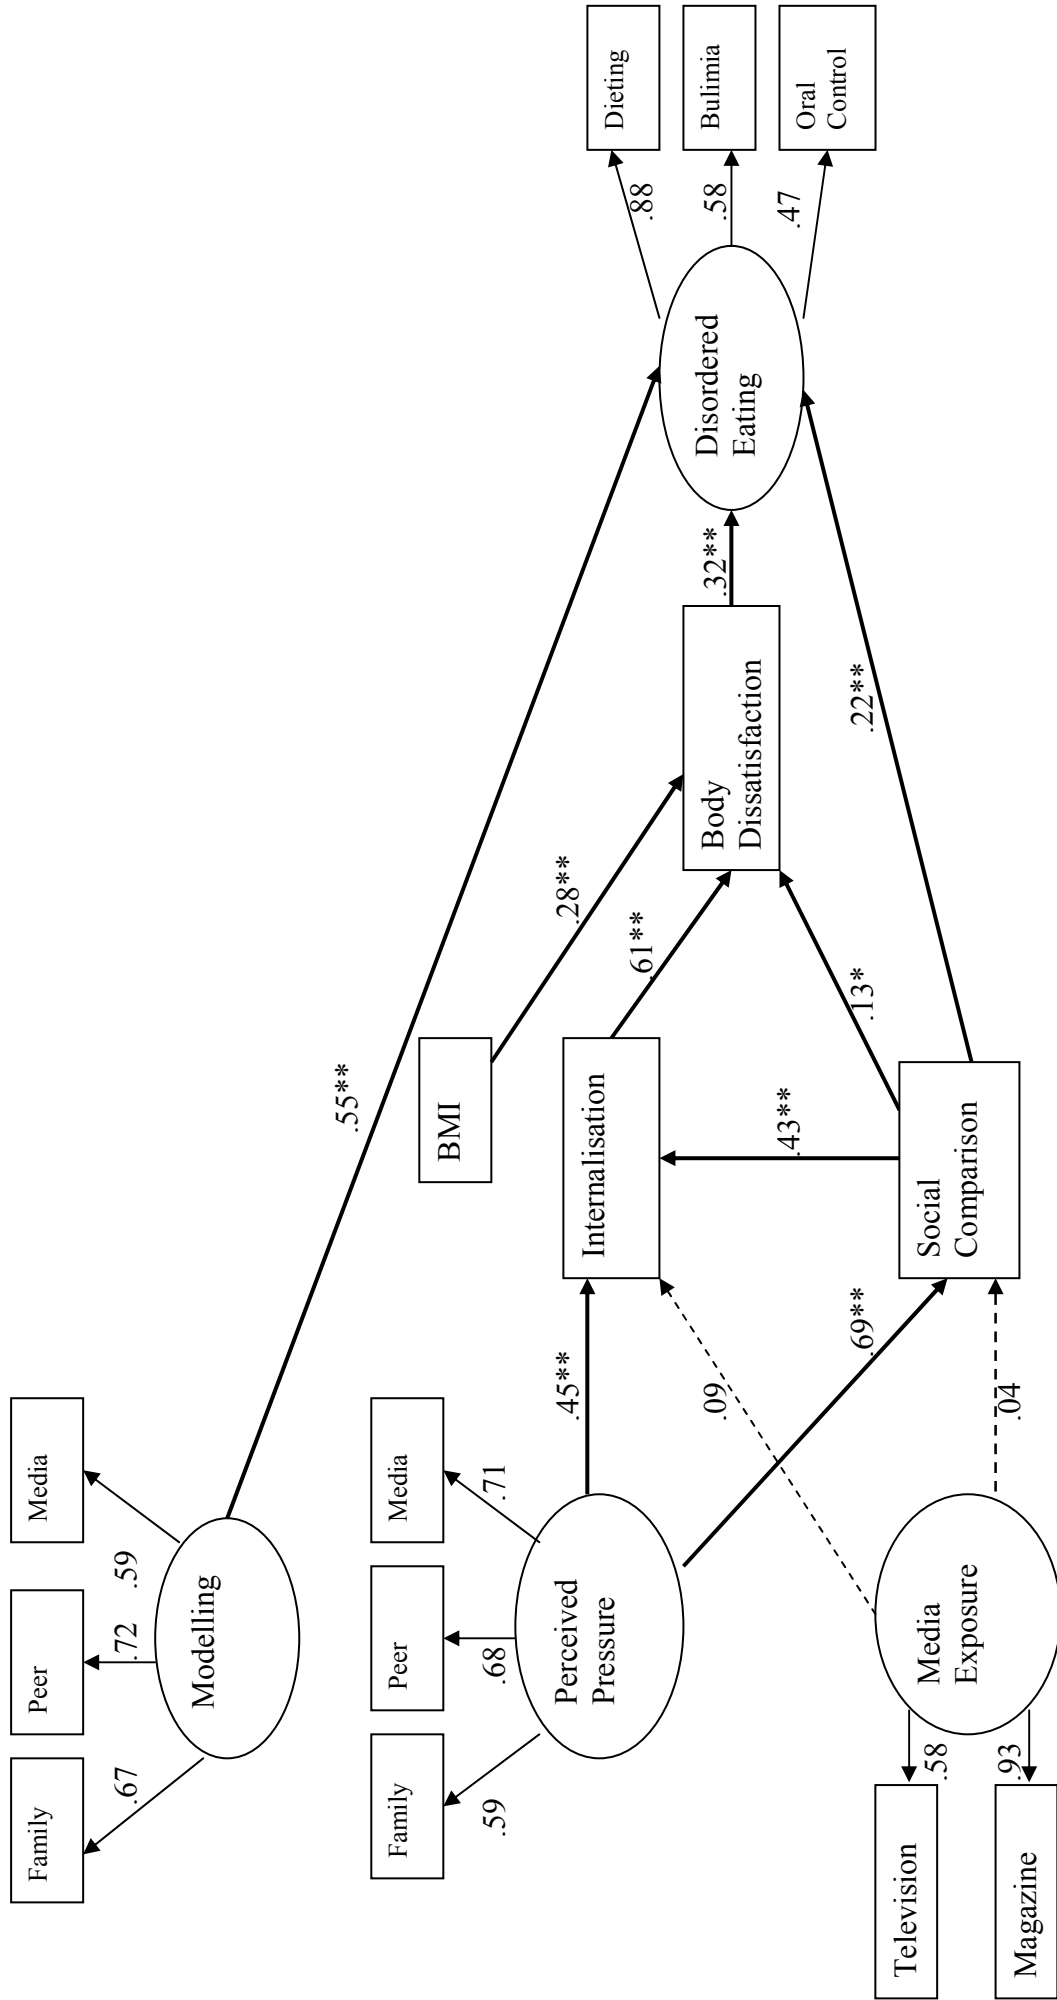 Family
Peer
Media
.67
.72
.59
Modelling
.55**
Family
Peer
Media
.59
.68
.71
Perceived
Pressure
.45**
.69**
BMI
.28**
Internalisation
.61**
.43**
.09
.04
Television
Magazine
.58
.93
Media
Exposure
Social
Comparison
.13*
.22**
Body
Dissatisfaction
.32**
Disordered
Eating
.88
.58
.47
Dieting
Bulimia
Oral
Control